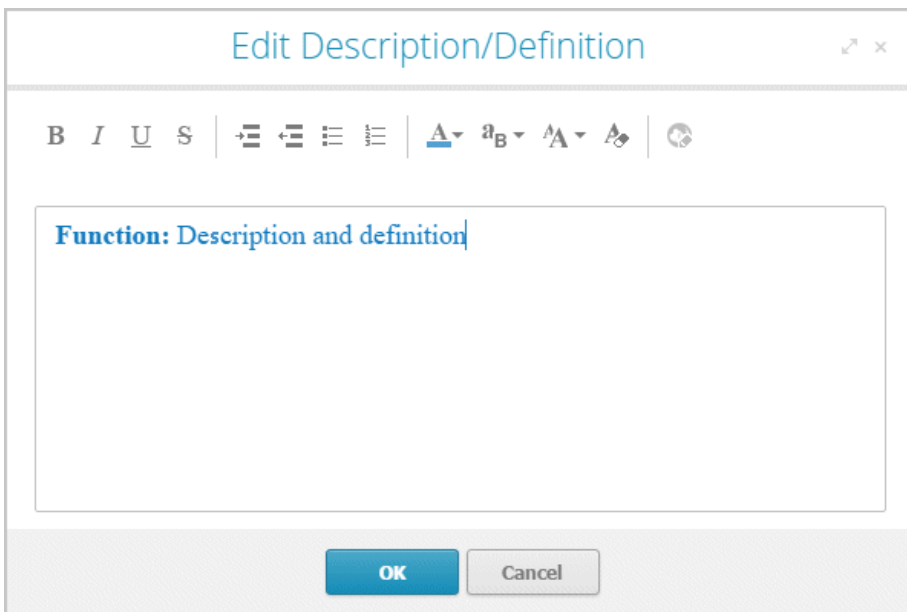 Edit Description/Definition
B I U S
Function: Description and definition
OK Cancel